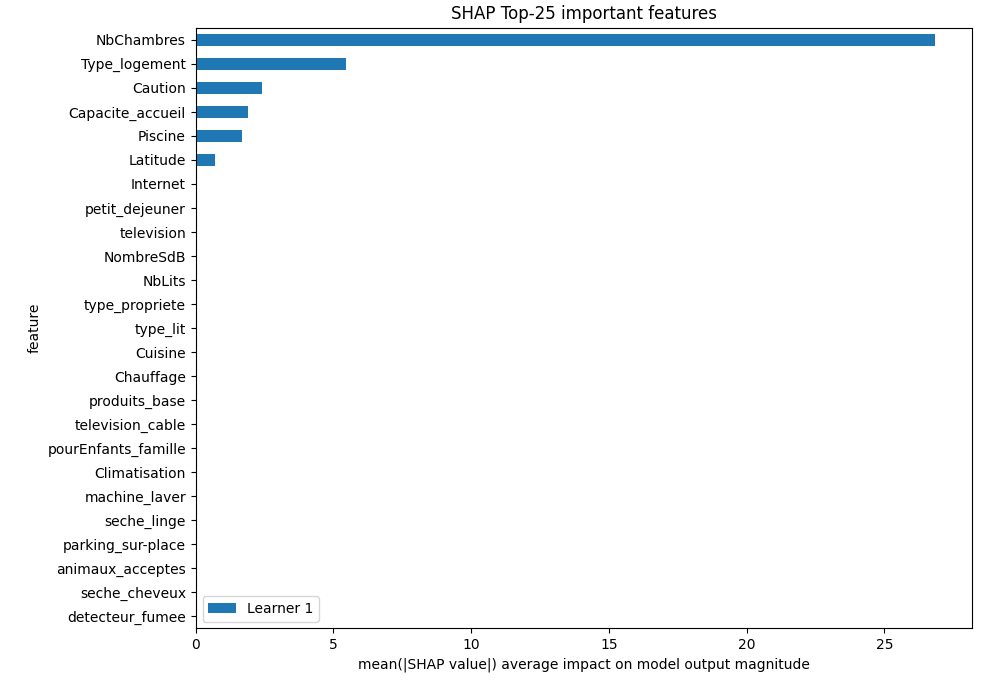 SHAP Top-25 important features
NbChambres
Type_logement
Caution
Capacite_accueil
Piscine
Latitude
Internet
petit_dejeuner
television
NombreSdB
NbLits
type_propriete
type_lit
Cuisine
Chauffage
produits_base
television_cable
pourEnfants_famille
Climatisation
machine_laver
seche_linge
parking_sur-place
animaux_acceptes
seche_cheveux
detecteur_fumee
feature
Learner 1
0 5 10 15 20 25
mean(|SHAP value|) average impact on model output magnitude